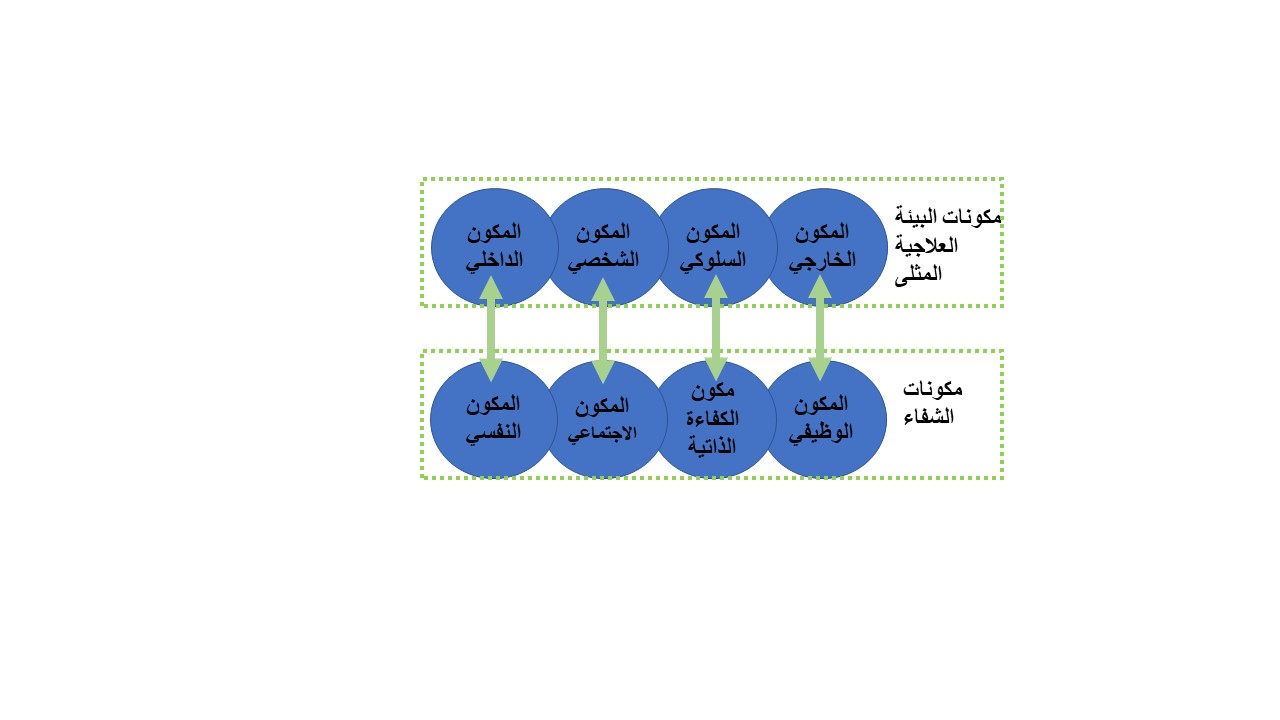 مكونات البيئة
العلاجية
المثلى
المكون
الخارجي
المكون
السلوكي
المكون
الشخصي
المكون
الداخلي
مكونات
الشفاء
المكون
الوظيفي
مكون
الكفاءة
الذاتية
المكون
الاجتماعي
المكون
النفسي